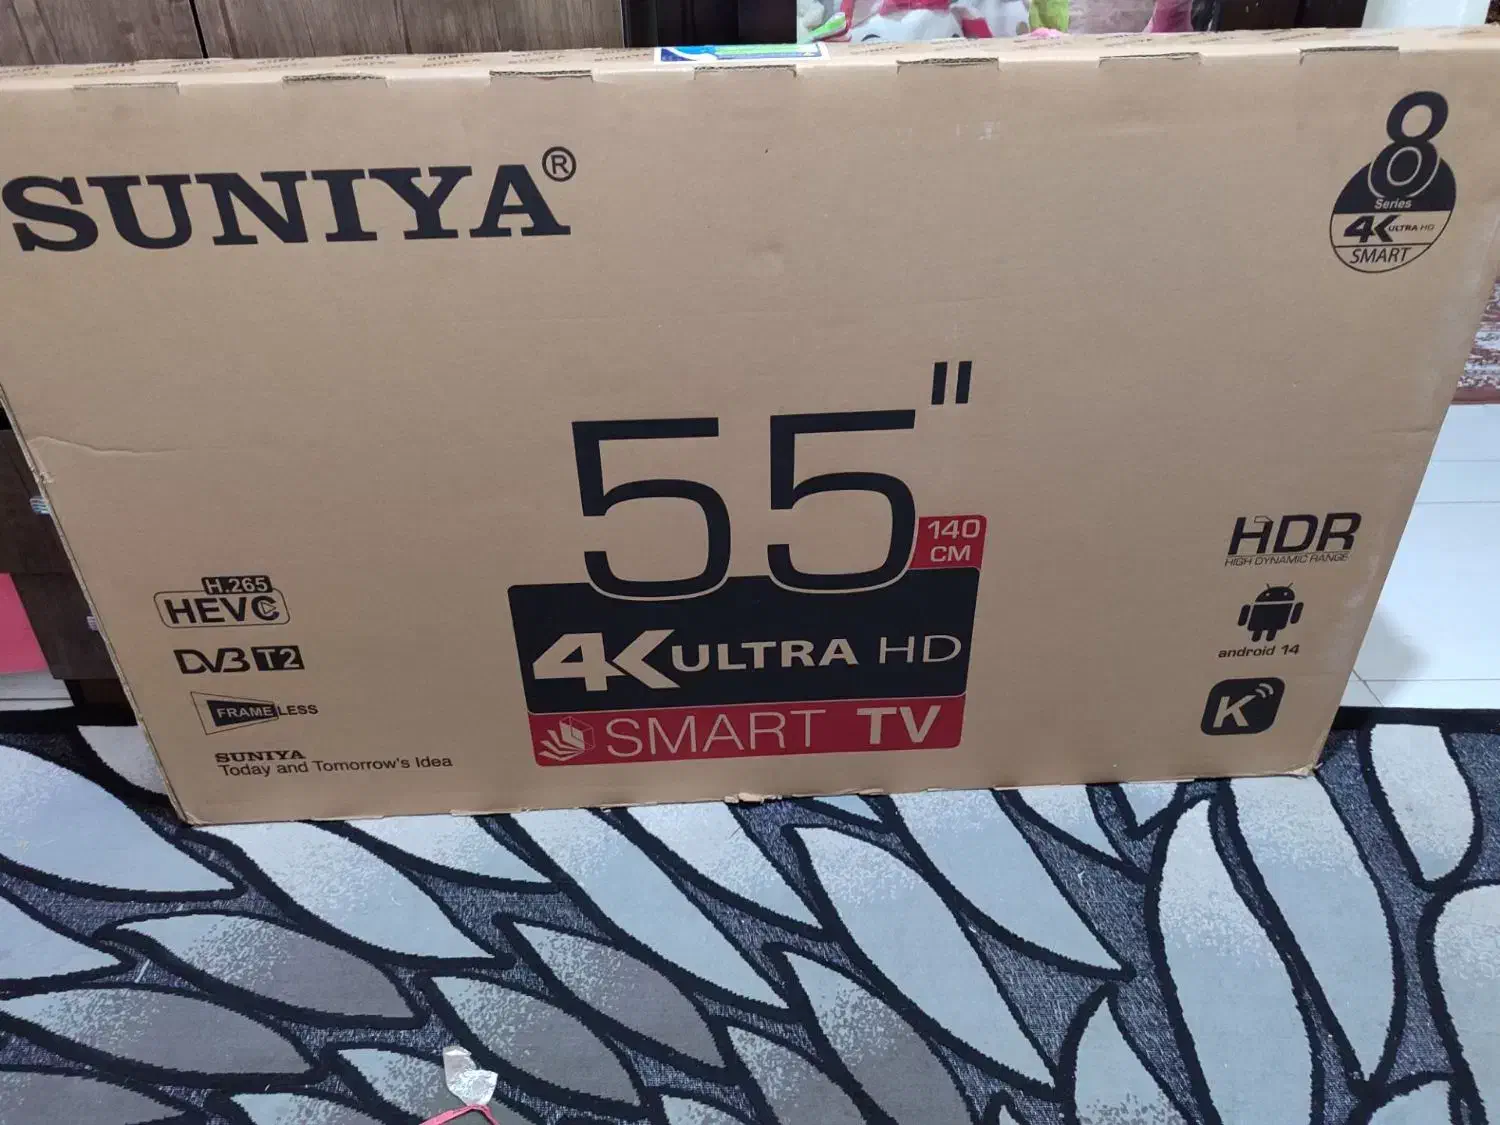 SUNIYA®
8
Series
4K ULTRA HD
SMART
55"
140
CM
4K ULTRA HD
SMART TV
H.265
HEVC
DVB T2
FRAMELESS
SUNIYA
Today and Tomorrow's Idea
HDR
HIGH DYNAMIC RANGE
android 14
K